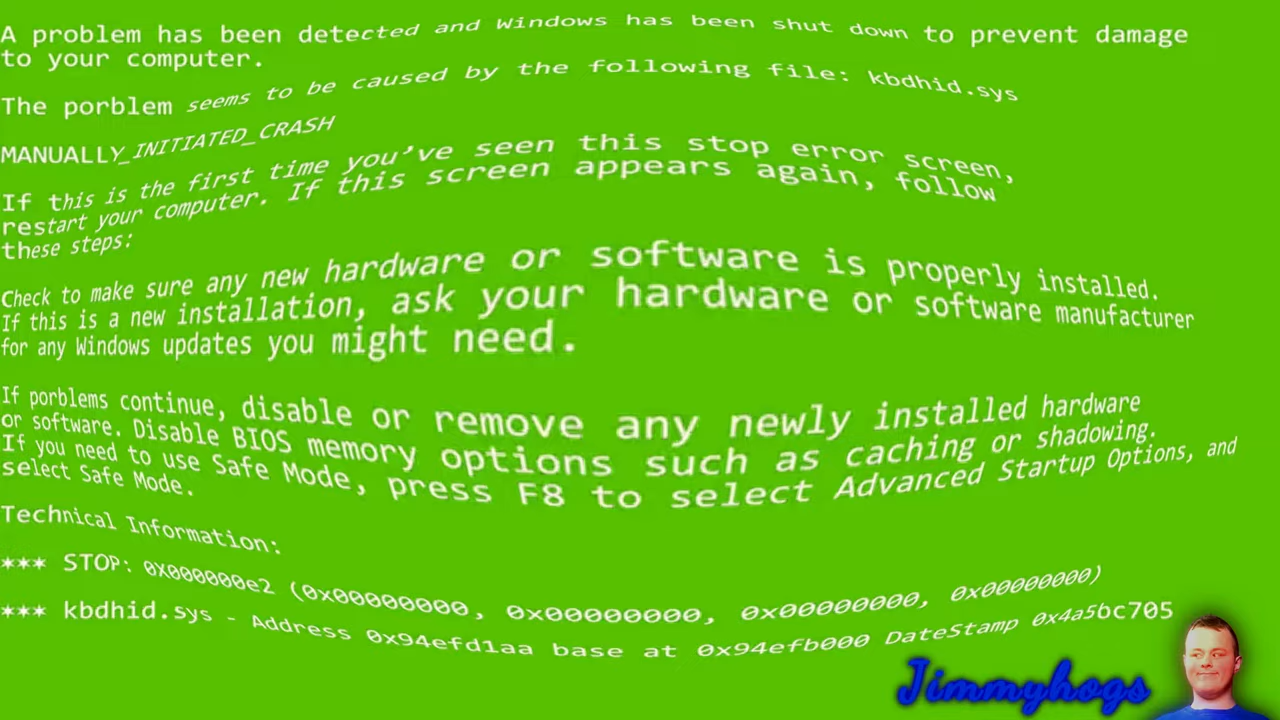 A problem has been detected and Windows has been shut down to prevent damage
to your computer.
The porblem seems to be caused by the following file: kbdhid.sys
MANUALLY_INITIATED_CRASH
If this is the first time you've seen this stop error screen,
restart your computer. If this screen appears again, follow
these steps:
Check to make sure any new hardware or software is properly installed.
If this is a new installation, ask your hardware or software manufacturer
for any Windows updates you might need.
If porblems continue, disable or remove any newly installed hardware
or software. Disable BIOS memory options such as caching or shadowing.
If you need to use Safe Mode, press F8 to select Advanced Startup Options, and
select Safe Mode.
Technical Information:
*** STOP: 0X000000e2 (0x00000000, 0x00000000, 0x00000000, 0x00000000)
*** kbdhid.sys - Address 0x94efd1aa base at 0x94efb000 DateStamp 0x4a5bc705
Jimmyhogs